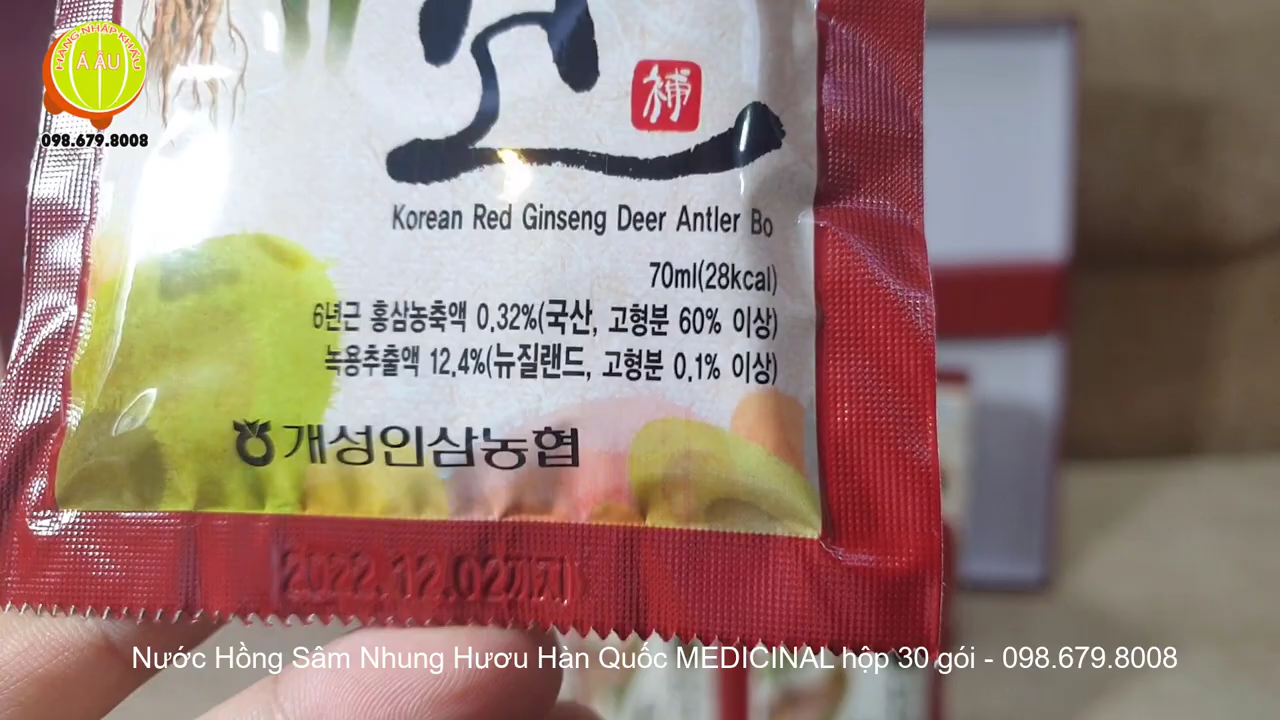 HÀNG NHẬP KHẨU
Á ÂU
098.679.8008
보
補
Korean Red Ginseng Deer Antler Bo
70ml(28kcal)
6년근 홍삼농축액 0.32%(국산, 고형분 60% 이상)
녹용추출액 12.4%(뉴질랜드, 고형분 0.1% 이상)
개성인삼농협
2022.12.02까지
Nước Hồng Sâm Nhung Hươu Hàn Quốc MEDICINAL hộp 30 gói - 098.679.8008